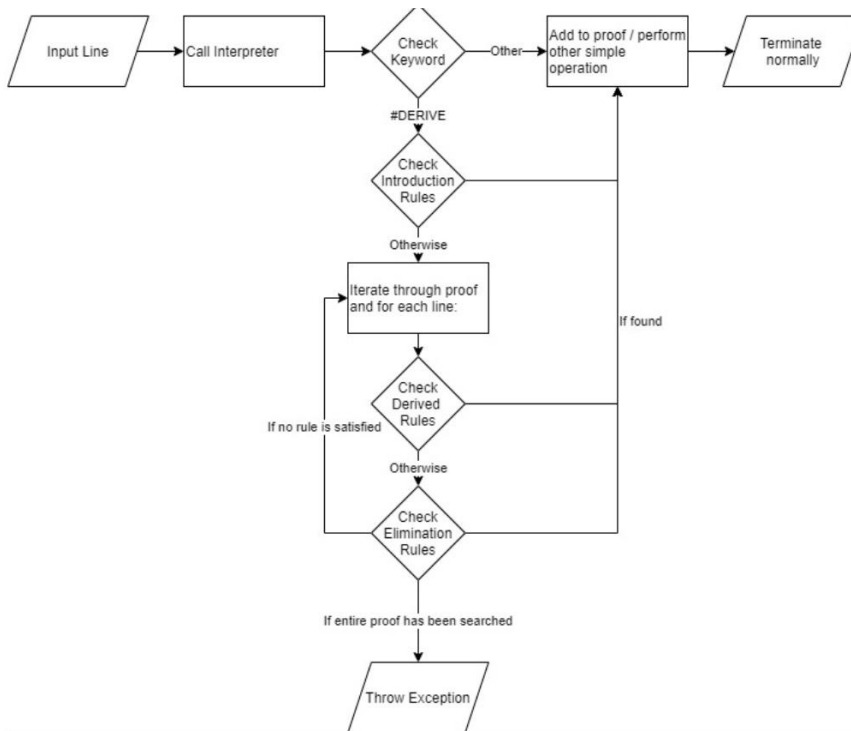 Input Line
Call Interpreter
Check
Keyword
Other
Add to proof / perform
other simple
operation
Terminate
normally
#DERIVE
Check
Introduction
Rules
Otherwise
Iterate through proof
and for each line:
If found
Check
Derived
Rules
If no rule is satisfied
Otherwise
Check
Elimination
Rules
If entire proof has been searched
Throw Exception